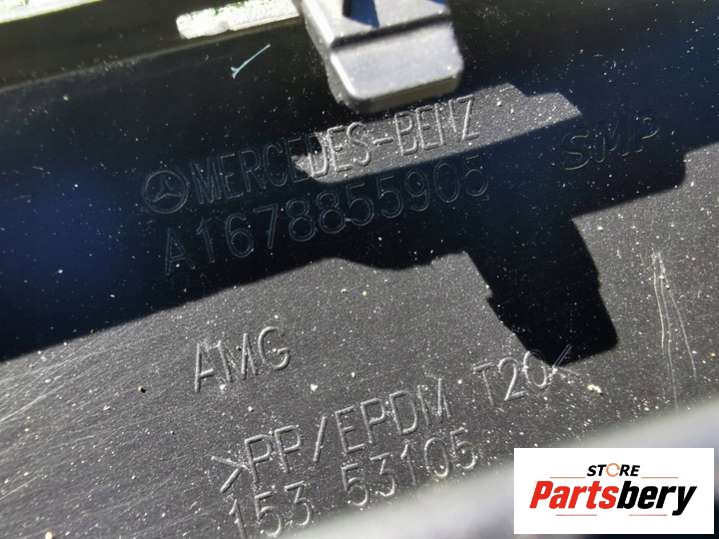 MERCEDES-BENZ
SMP
A1678855905
AMG
>PP/EPDM T20<
153 53105
STORE
Partsbery